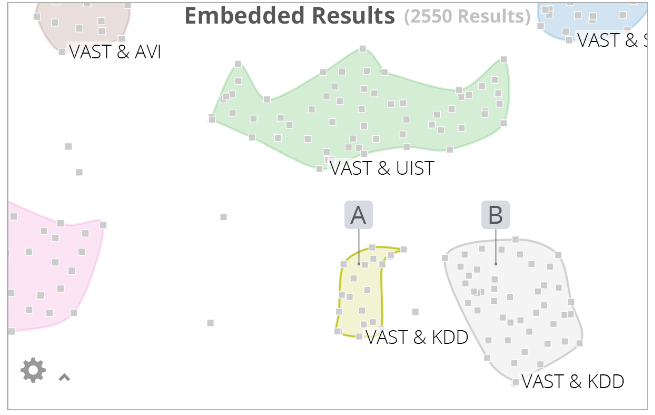 Embedded Results (2550 Results)
VAST & AVI
VAST & S
VAST & UIST
A
B
VAST & KDD
VAST & KDD